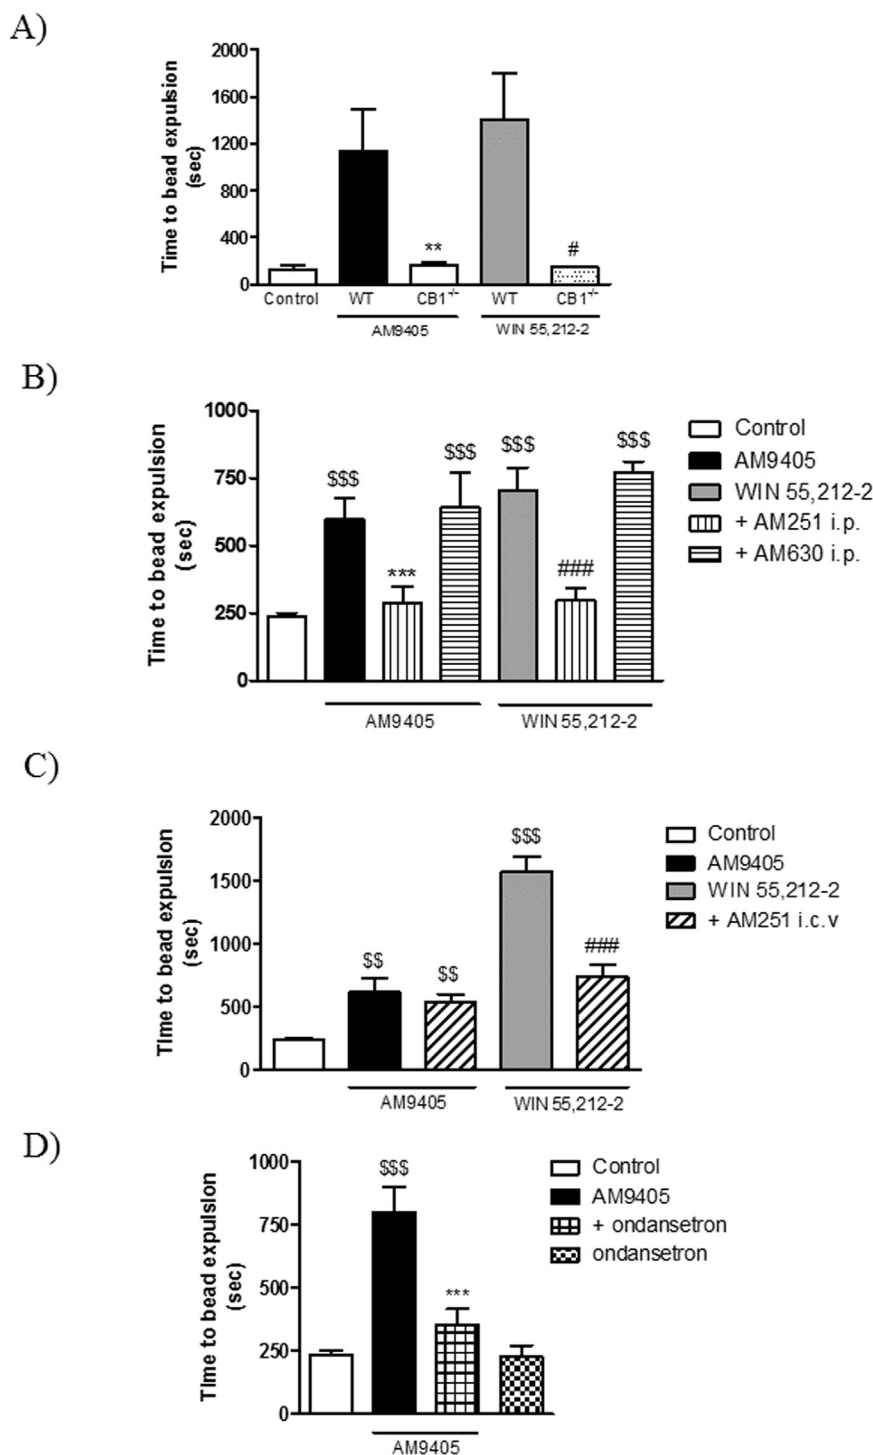 A)
Time to bead expulsion
(sec)
2000
1600
1200
800
400
0
**
#
Control WT CB1-/- WT CB1-/-
AM9405 WIN 55,212-2
B)
Time to bead expulsion
(sec)
1000
750
500
250
0
$$$ *** $$$ $$$ ### $$$
Control
AM9405
WIN 55,212-2
+ AM251 i.p.
+ AM630 i.p.
AM9405 WIN 55,212-2
C)
TIme to bead expulsion
(sec)
2000
1500
1000
500
0
$$ $$ $$$ ###
Control
AM9405
WIN 55,212-2
+ AM251 i.c.v
AM9405 WIN 55,212-2
D)
TIme to bead expulsion
(sec)
1000
750
500
250
0
$$$ ***
Control
AM9405
+ ondansetron
ondansetron
AM9405